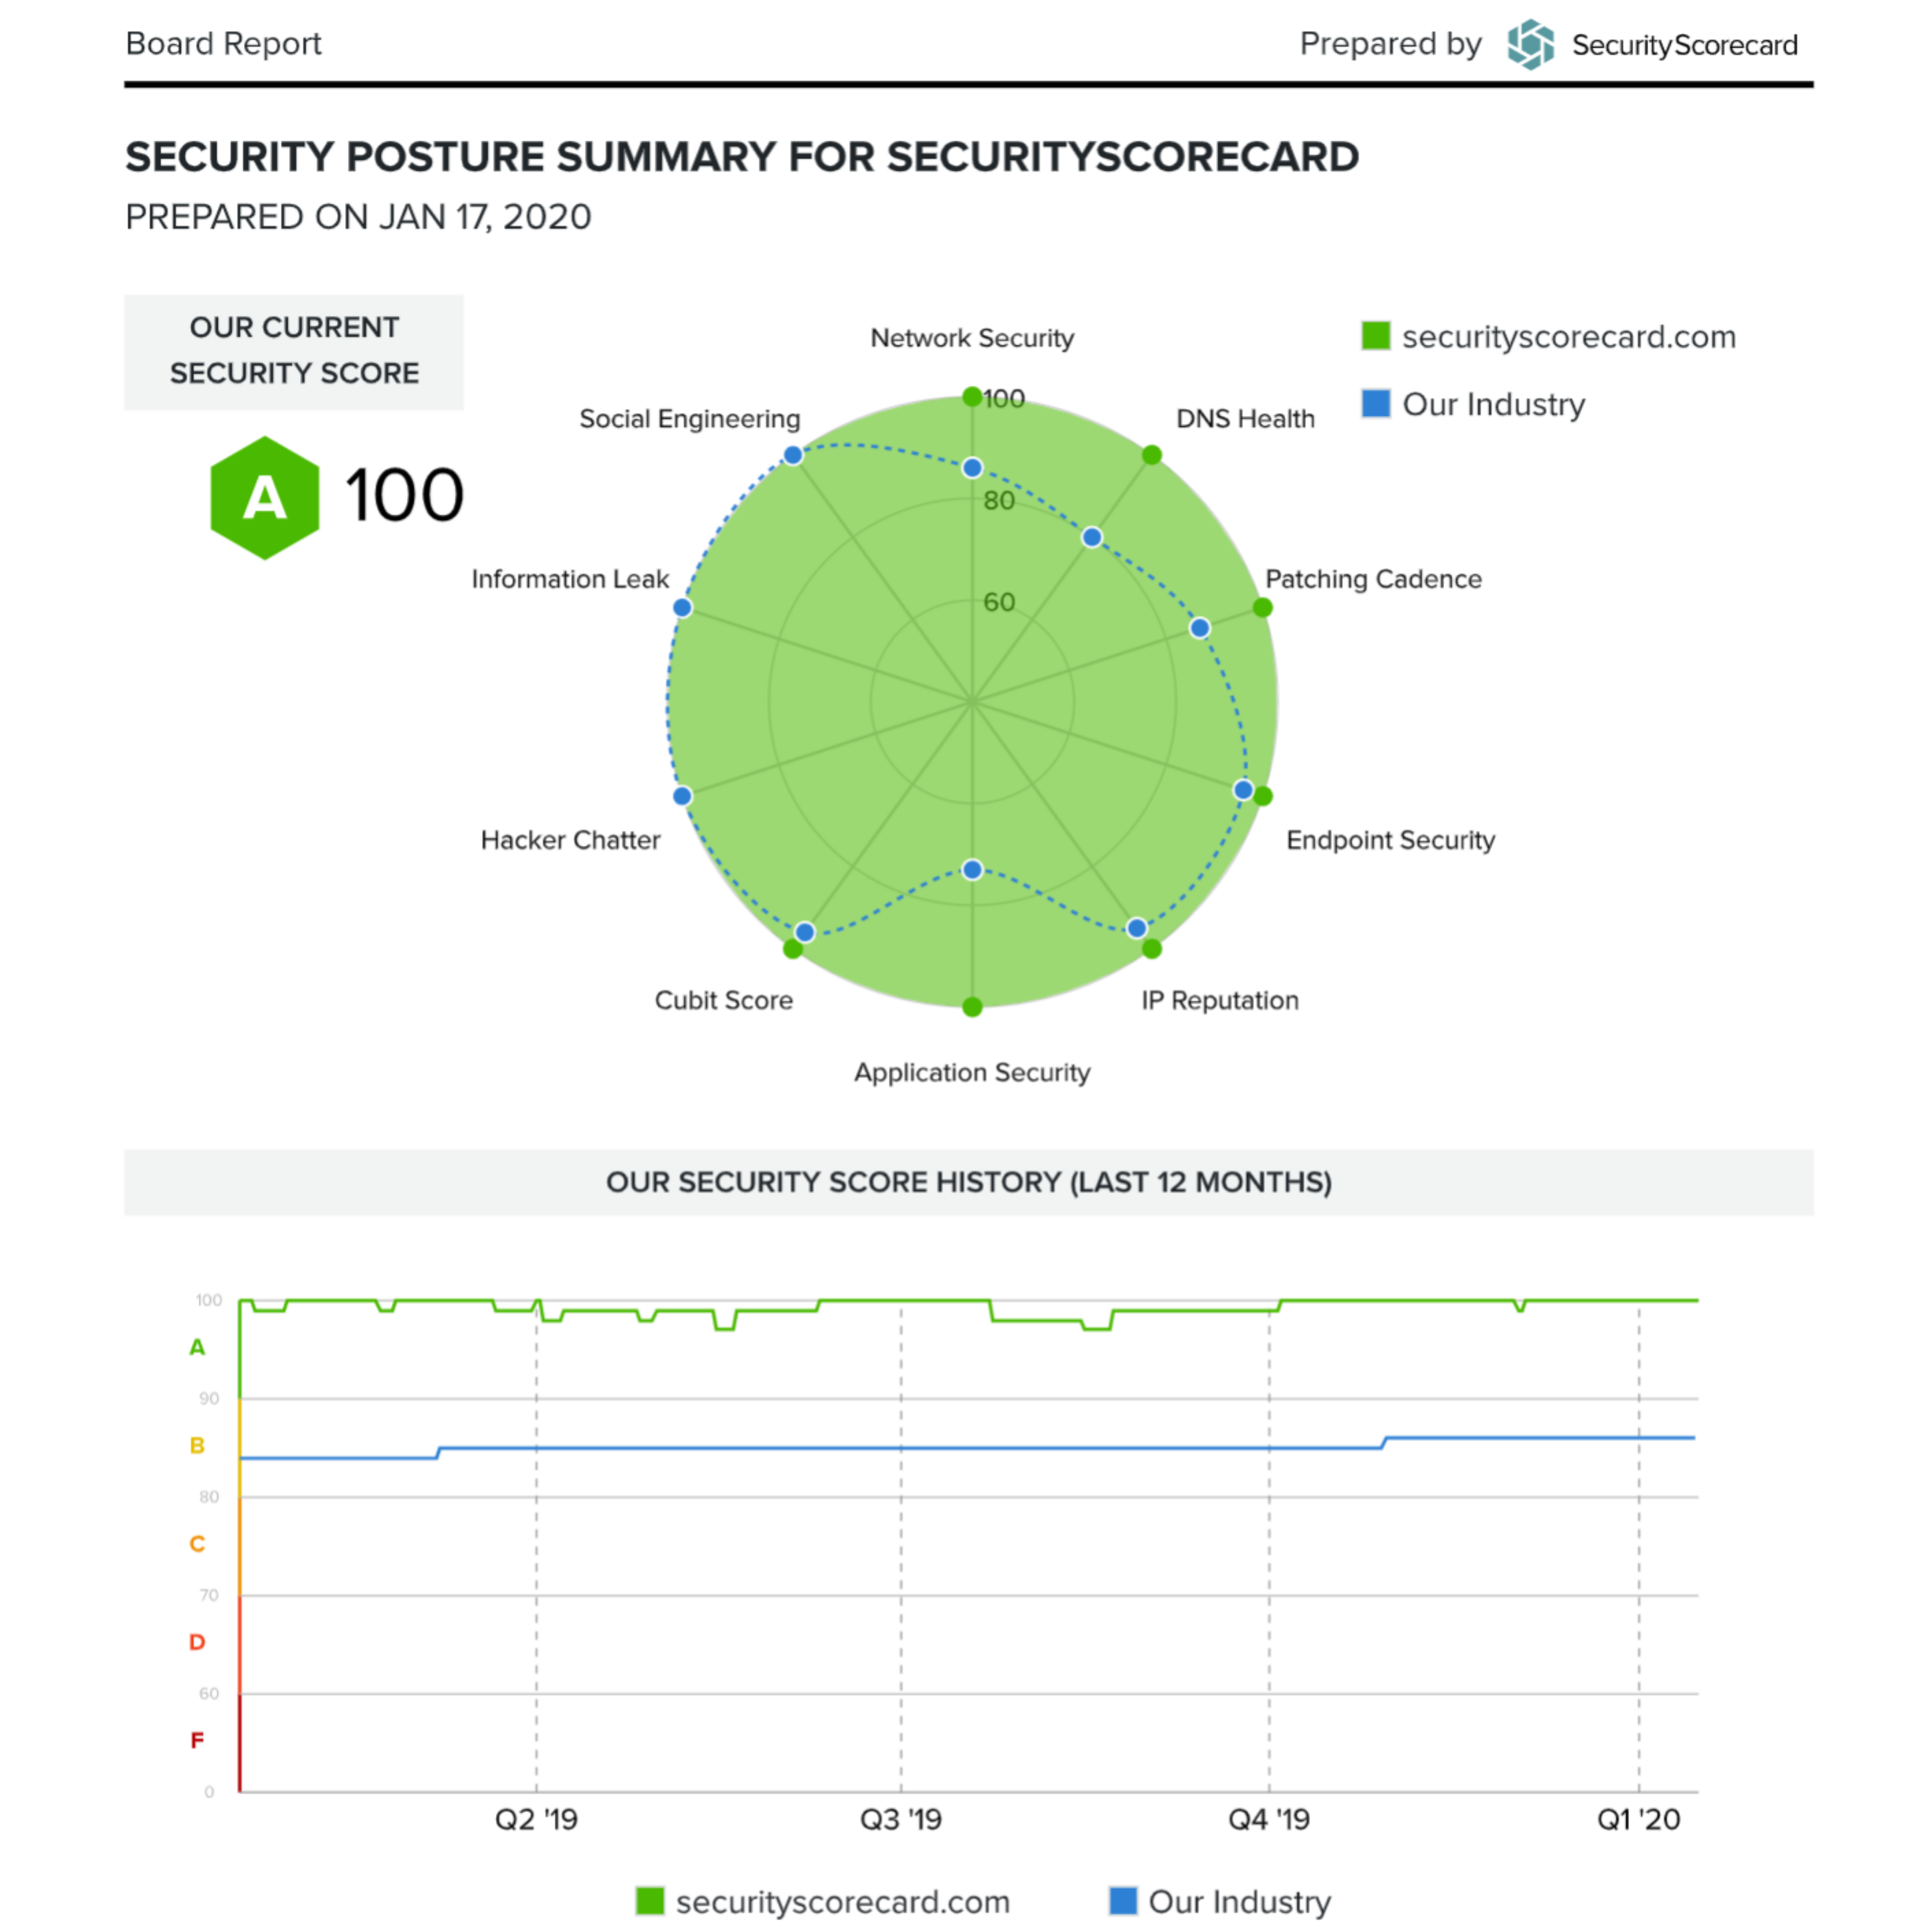 Board Report
Prepared by SecurityScorecard
SECURITY POSTURE SUMMARY FOR SECURITYSCORECARD
PREPARED ON JAN 17, 2020
OUR CURRENT
SECURITY SCORE
A 100
securityscorecard.com
Our Industry
Network Security
Social Engineering
DNS Health
Information Leak
Patching Cadence
Hacker Chatter
Endpoint Security
Cubit Score
IP Reputation
Application Security
100
80
60
OUR SECURITY SCORE HISTORY (LAST 12 MONTHS)
100
A
90
B
80
C
70
D
60
F
0
Q2 '19
Q3 '19
Q4 '19
Q1 '20
securityscorecard.com
Our Industry